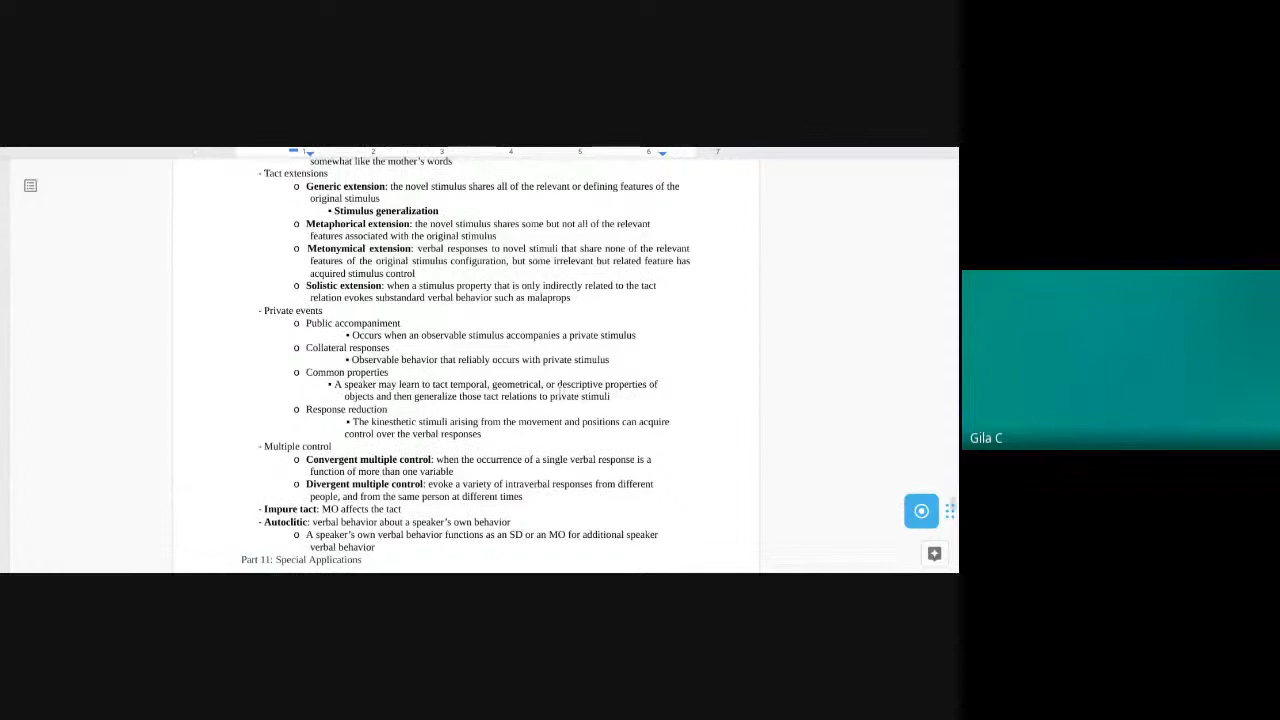 1 2 3 4 5 6 7
somewhat like the mother's words
- Tact extensions
o Generic extension: the novel stimulus shares all of the relevant or defining features of the
original stimulus
▪ Stimulus generalization
o Metaphorical extension: the novel stimulus shares some but not all of the relevant
features associated with the original stimulus
o Metonymical extension: verbal responses to novel stimuli that share none of the relevant
features of the original stimulus configuration, but some irrelevant but related feature has
acquired stimulus control
o Solistic extension: when a stimulus property that is only indirectly related to the tact
relation evokes substandard verbal behavior such as malaprops
- Private events
o Public accompaniment
▪ Occurs when an observable stimulus accompanies a private stimulus
o Collateral responses
▪ Observable behavior that reliably occurs with private stimulus
o Common properties
▪ A speaker may learn to tact temporal, geometrical, or descriptive properties of
objects and then generalize those tact relations to private stimuli
o Response reduction
▪ The kinesthetic stimuli arising from the movement and positions can acquire
control over the verbal responses
- Multiple control
o Convergent multiple control: when the occurrence of a single verbal response is a
function of more than one variable
o Divergent multiple control: evoke a variety of intraverbal responses from different
people, and from the same person at different times
- Impure tact: MO affects the tact
- Autoclitic: verbal behavior about a speaker's own behavior
o A speaker's own verbal behavior functions as an SD or an MO for additional speaker
verbal behavior
Part 11: Special Applications
Gila C